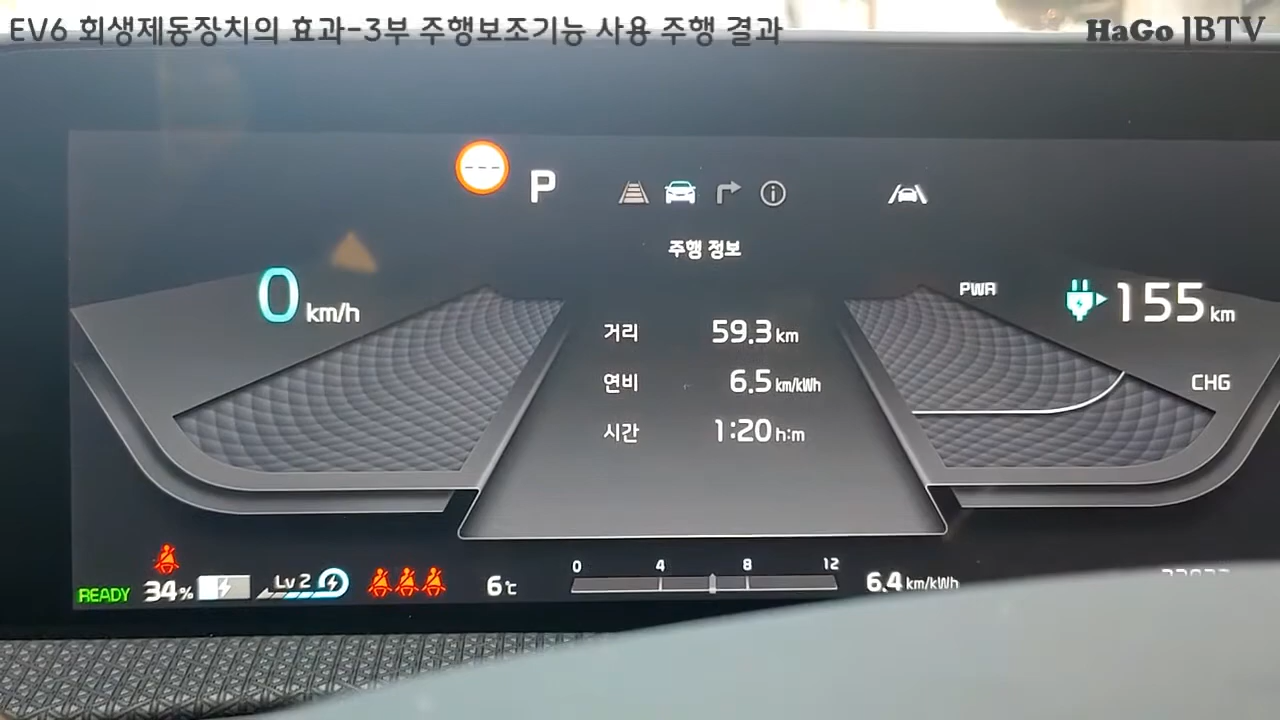 EV6 회생제동장치의 효과-3부 주행보조기능 사용 주행 결과
HaGo JBTV
P
주행 정보
0 km/h
PWR
155 km
거리 59.3 km
연비 6.5 km/kWh
CHG
시간 1:20 h:m
READY 34% Lv 2 6℃
0 4 8 12
6.4 km/kWh